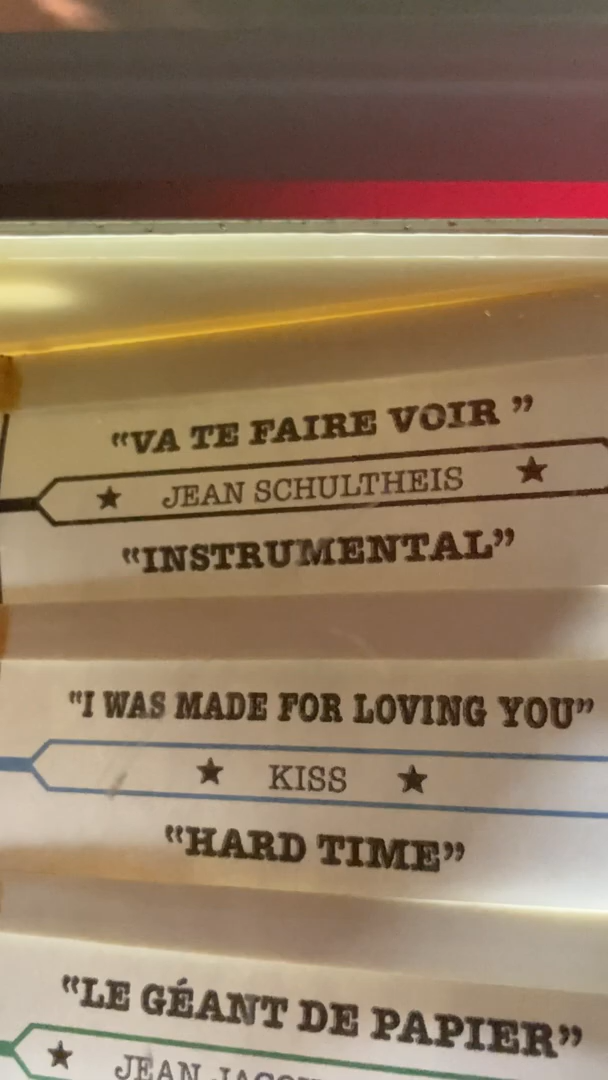 “VA TE FAIRE VOIR ”
★ JEAN SCHULTHEIS ★
“INSTRUMENTAL”
“I WAS MADE FOR LOVING YOU”
★ KISS ★
“HARD TIME”
“LE GÉANT DE PAPIER”
★ JEAN